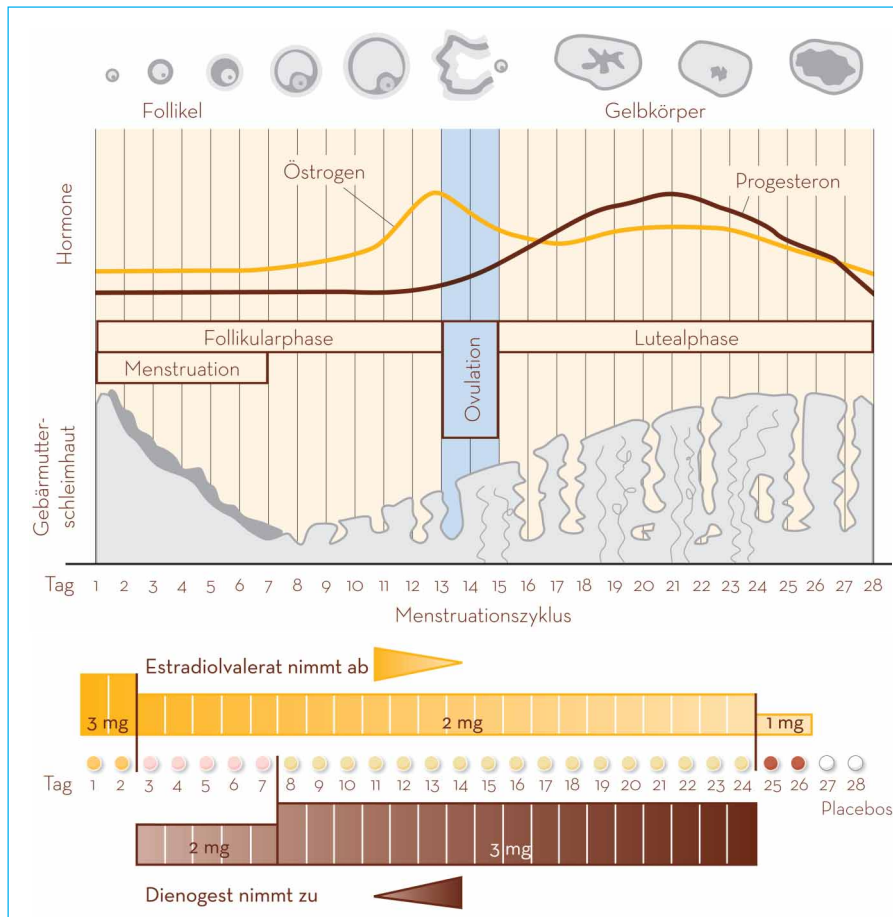 Follikel Gelbkörper
Hormone
Östrogen
Progesteron
Follikularphase
Lutealphase
Menstruation
Ovulation
Gebärmutter-
schleimhaut
Tag 1 2 3 4 5 6 7 8 9 10 11 12 13 14 15 16 17 18 19 20 21 22 23 24 25 26 27 28
Menstruationszyklus
Estradiolvalerat nimmt ab
3 mg 2 mg 1 mg
Tag 1 2 3 4 5 6 7 8 9 10 11 12 13 14 15 16 17 18 19 20 21 22 23 24 25 26 27 28
Placebos
2 mg 3 mg
Dienogest nimmt zu